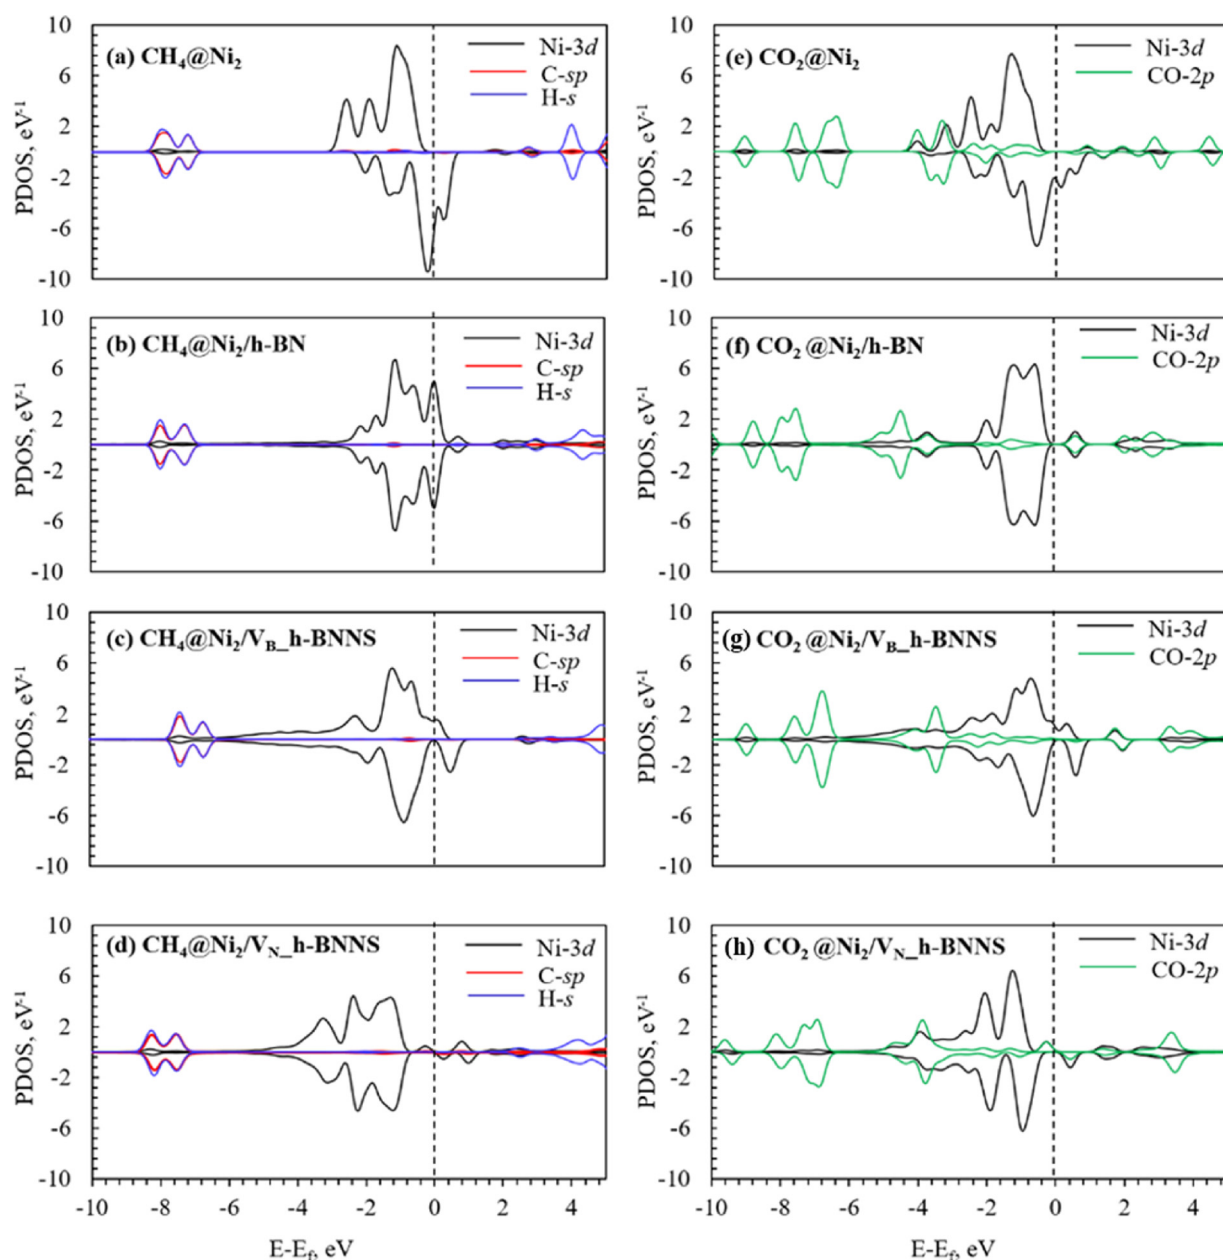 (a) CH₄@Ni₂
Ni-3d
C-sp
H-s
PDOS, eV⁻¹
10
6
2
-2
-6
-10
(e) CO₂@Ni₂
Ni-3d
CO-2p
PDOS, eV⁻¹
10
6
2
-2
-6
-10
(b) CH₄@Ni₂/h-BN
Ni-3d
C-sp
H-s
PDOS, eV⁻¹
10
6
2
-2
-6
-10
(f) CO₂ @Ni₂/h-BN
Ni-3d
CO-2p
PDOS, eV⁻¹
10
6
2
-2
-6
-10
(c) CH₄@Ni₂/V_B_h-BNNS
Ni-3d
C-sp
H-s
PDOS, eV⁻¹
10
6
2
-2
-6
-10
(g) CO₂ @Ni₂/V_B_h-BNNS
Ni-3d
CO-2p
PDOS, eV⁻¹
10
6
2
-2
-6
-10
(d) CH₄@Ni₂/V_N_h-BNNS
Ni-3d
C-sp
H-s
PDOS, eV⁻¹
10
6
2
-2
-6
-10
-10 -8 -6 -4 -2 0 2 4
E-E_f, eV
(h) CO₂ @Ni₂/V_N_h-BNNS
Ni-3d
CO-2p
PDOS, eV⁻¹
10
6
2
-2
-6
-10
-10 -8 -6 -4 -2 0 2 4
E-E_f, eV